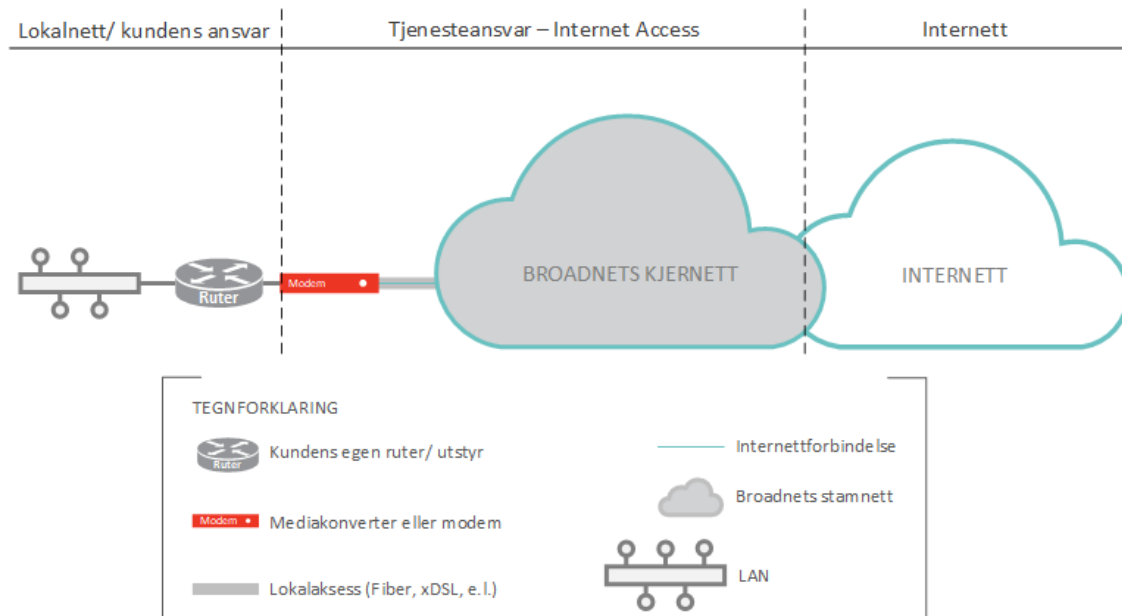 Lokalnett/ kundens ansvar
Tjenesteansvar – Internet Access
Internett
Ruter
Modem
BROADNETS KJERNETT
INTERNETT
TEGNFORKLARING
Ruter
Kundens egen ruter/ utstyr
Modem
Mediakonverter eller modem
Lokalaksess (Fiber, xDSL, e.l.)
Internettforbindelse
Broadnets stamnett
LAN